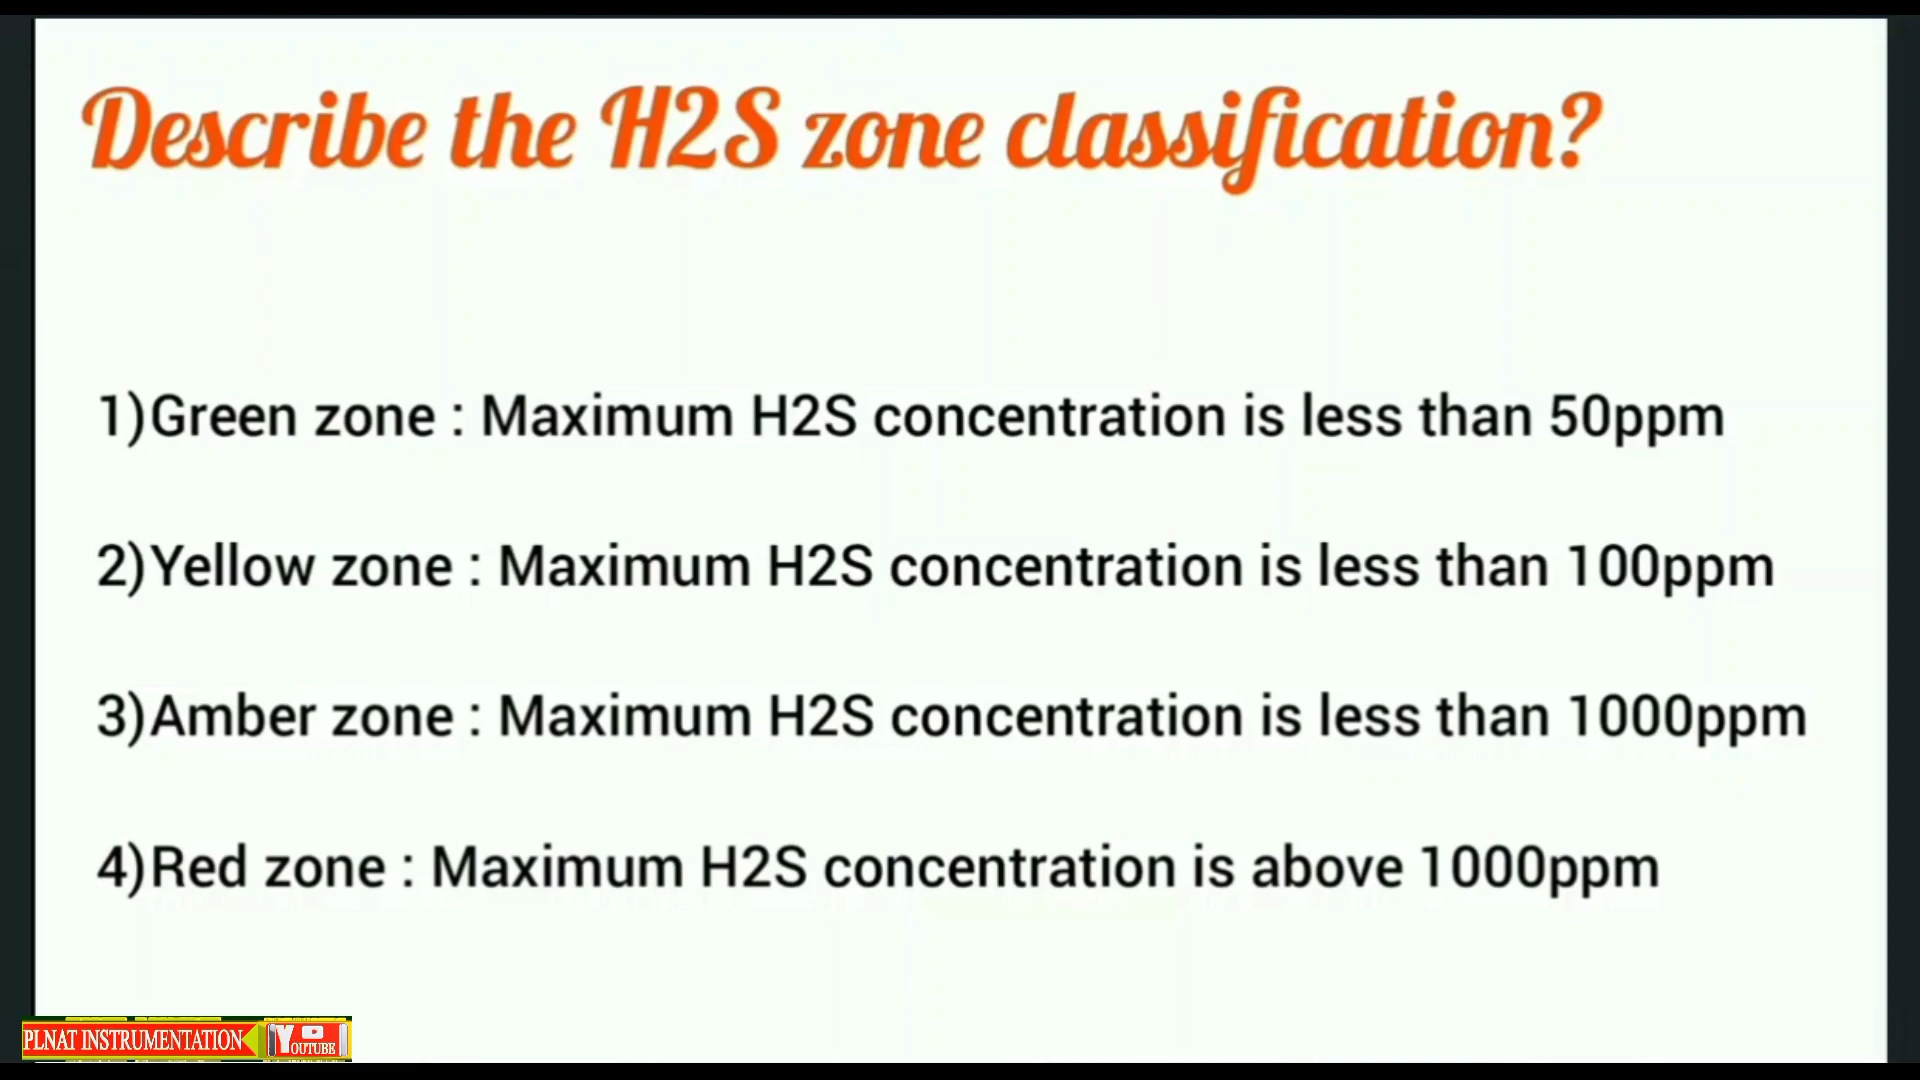 Describe the H2S zone classification?
1)Green zone : Maximum H2S concentration is less than 50ppm
2)Yellow zone : Maximum H2S concentration is less than 100ppm
3)Amber zone : Maximum H2S concentration is less than 1000ppm
4)Red zone : Maximum H2S concentration is above 1000ppm
PLNAT INSTRUMENTATION YOUTUBE